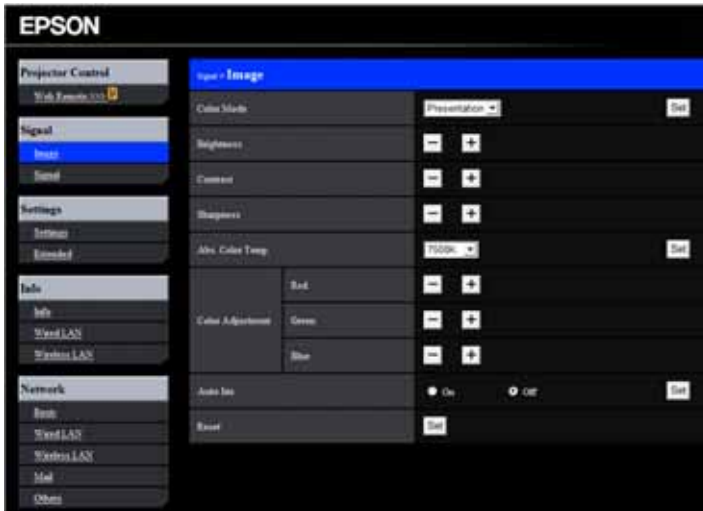 EPSON
Projector Control
Web Remote >>>
Signal
Image
Signal
Settings
Settings
Extended
Info
Info
Wired LAN
Wireless LAN
Network
Basic
Wired LAN
Wireless LAN
Mail
Others
Signal > Image
Color Mode
Presentation
Set
Brightness
Contrast
Sharpness
Abs. Color Temp.
7500K
Set
Color Adjustment
Red
Green
Blue
Auto Iris
On
Off
Set
Reset
Set